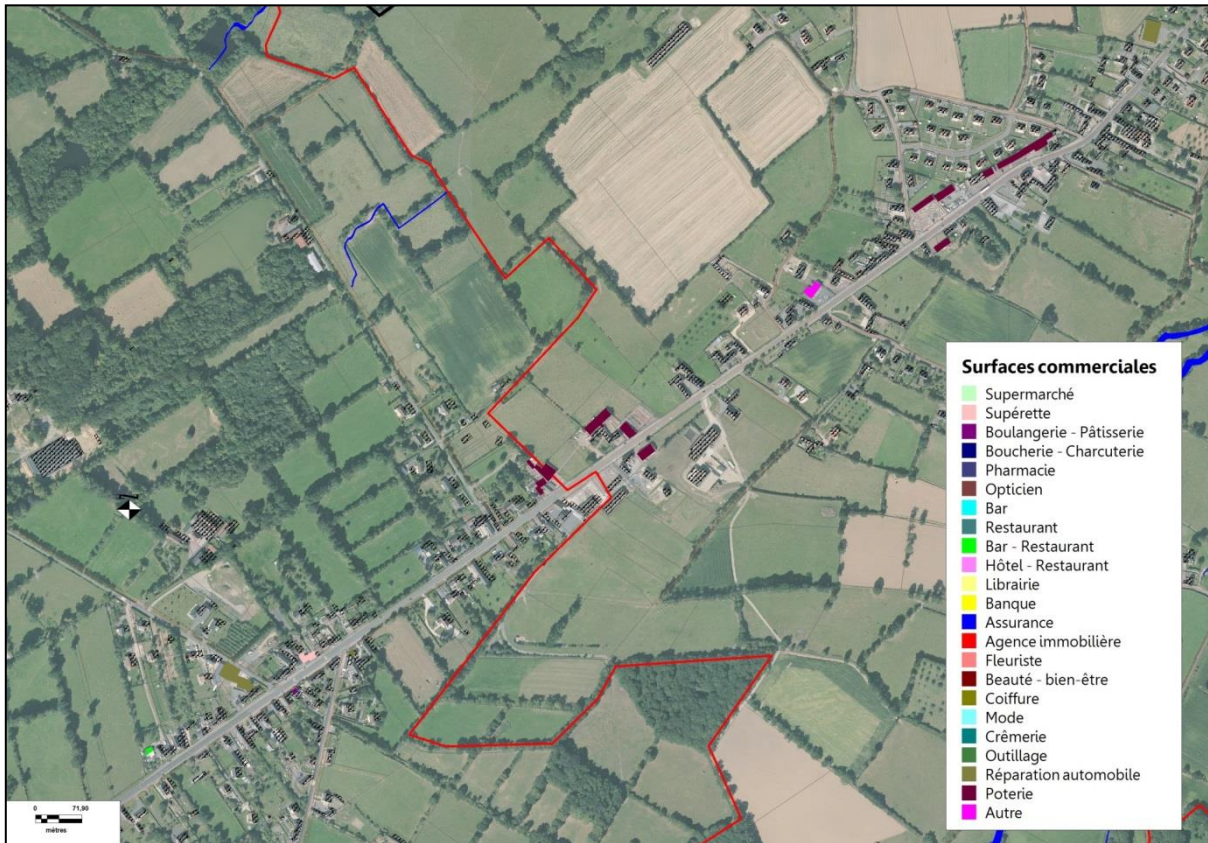 Surfaces commerciales
Supermarché
Supérette
Boulangerie - Pâtisserie
Boucherie - Charcuterie
Pharmacie
Opticien
Bar
Restaurant
Bar - Restaurant
Hôtel - Restaurant
Librairie
Banque
Assurance
Agence immobilière
Fleuriste
Beauté - bien-être
Coiffure
Mode
Crêmerie
Outillage
Réparation automobile
Poterie
Autre
0 71,90
mètres